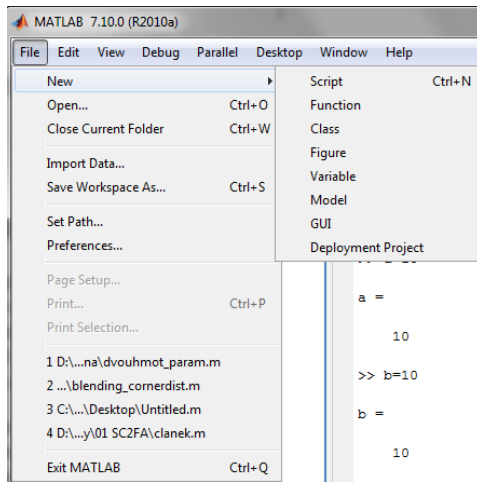 MATLAB 7.10.0 (R2010a)
File Edit View Debug Parallel Desktop Window Help
New
Open... Ctrl+O
Close Current Folder Ctrl+W
Import Data...
Save Workspace As... Ctrl+S
Set Path...
Preferences...
Page Setup...
Print... Ctrl+P
Print Selection...
1 D:\...na\dvouhmot_param.m
2 ...\blending_cornerdist.m
3 C:\...\Desktop\Untitled.m
4 D:\...y\01 SC2FA\clanek.m
Exit MATLAB Ctrl+Q
Script Ctrl+N
Function
Class
Figure
Variable
Model
GUI
Deployment Project
a =
10
>> b=10
b =
10